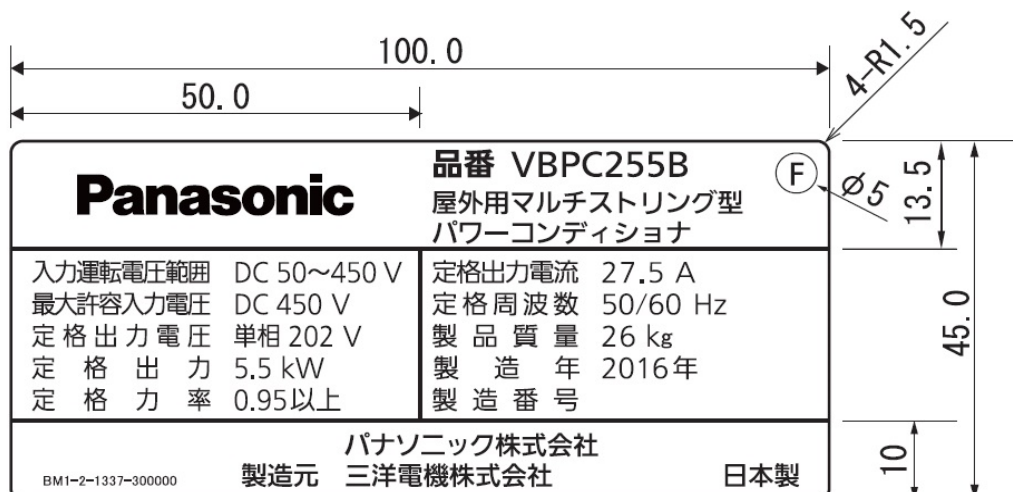 100.0
50.0
4-R1.5
Panasonic
品番 VBPC255B
屋外用マルチストリング型
パワーコンディショナ
F
φ5
13.5
45.0
入力運転電圧範囲 DC 50～450 V
最大許容入力電圧 DC 450 V
定格出力電圧 単相 202 V
定格出力 5.5 kW
定格力率 0.95以上
定格出力電流 27.5 A
定格周波数 50/60 Hz
製品質量 26 kg
製造年 2016年
製造番号
10
パナソニック株式会社
BM1-2-1337-300000 製造元 三洋電機株式会社 日本製